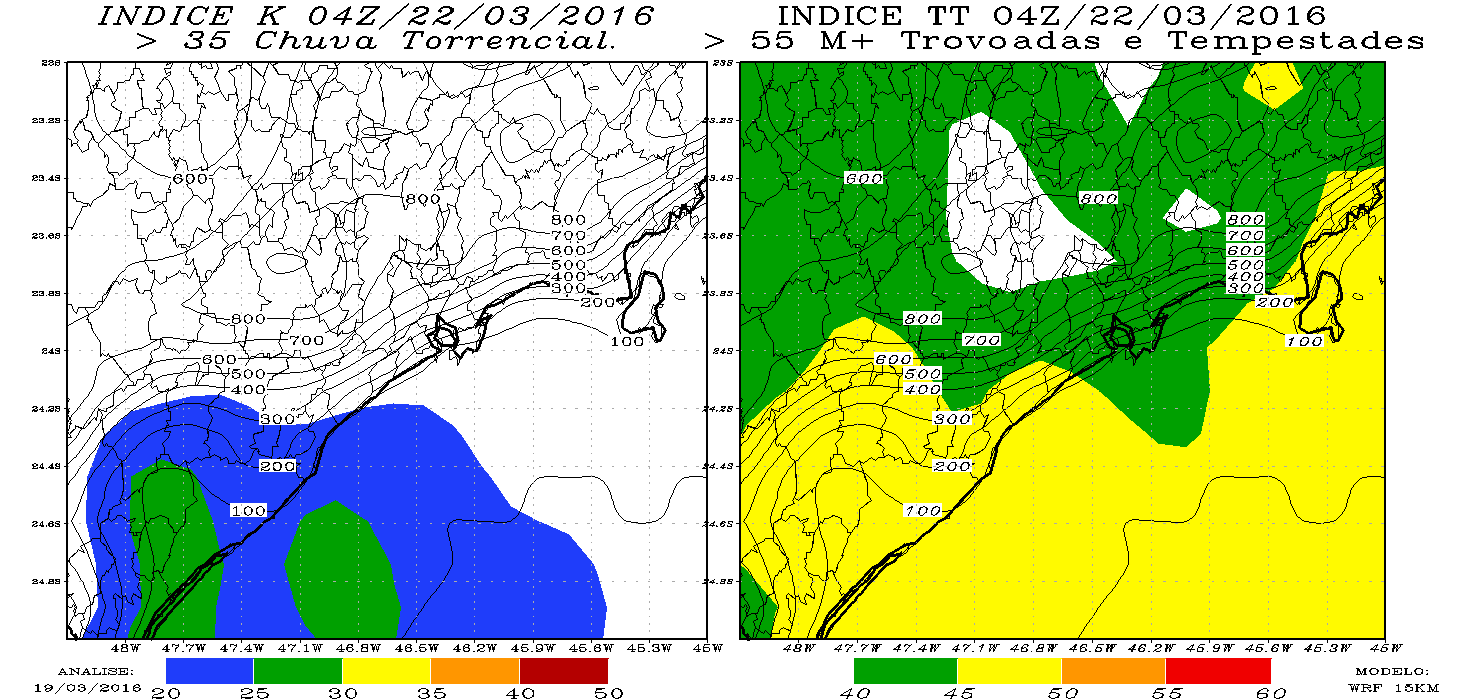 INDICE K 04Z/22/03/2016
> 35 Chuva Torrencial.
INDICE TT 04Z/22/03/2016
> 55 M+ Trovoadas e Tempestades
23S
23.2S
23.4S
23.6S
23.8S
24S
24.2S
24.4S
24.6S
24.8S
600
800
800
700
600
500
400
300
200
100
800
700
600
500
400
300
200
100
48W 47.7W 47.4W 47.1W 46.8W 46.5W 46.2W 45.9W 45.6W 45.3W 45W
23S
23.2S
23.4S
23.6S
23.8S
24S
24.2S
24.4S
24.6S
24.8S
600
800
800
700
600
500
400
300
200
100
800
700
600
500
400
300
200
100
48W 47.7W 47.4W 47.1W 46.8W 46.5W 46.2W 45.9W 45.6W 45.3W 45W
ANALISE:
19/03/2016
20 25 30 35 40 50
40 45 50 55 60
MODELO:
WRF 15KM